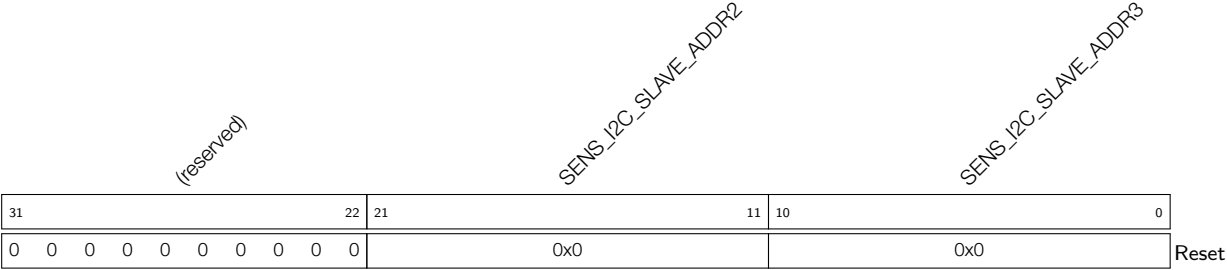 (reserved)
SENS_I2C_SLAVE_ADDR2
SENS_I2C_SLAVE_ADDR3
31 22 21 11 10 0
0 0 0 0 0 0 0 0 0 0 0x0 0x0 Reset